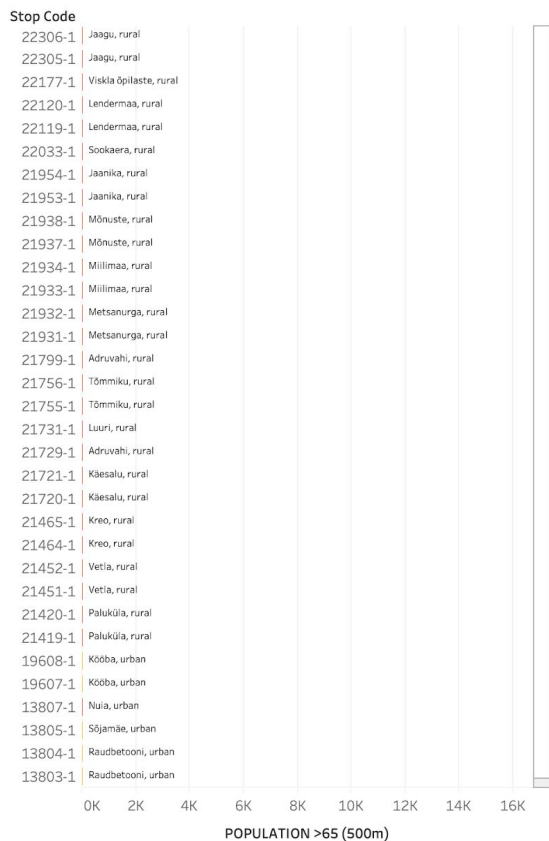 Stop Code
22306-1 Jaagu, rural
22305-1 Jaagu, rural
22177-1 Viskla õpilaste, rural
22120-1 Lendermaa, rural
22119-1 Lendermaa, rural
22033-1 Sookaera, rural
21954-1 Jaanika, rural
21953-1 Jaanika, rural
21938-1 Mõnuste, rural
21937-1 Mõnuste, rural
21934-1 Miilimaa, rural
21933-1 Miilimaa, rural
21932-1 Metsanurga, rural
21931-1 Metsanurga, rural
21799-1 Adruvahi, rural
21756-1 Tõmmiku, rural
21755-1 Tõmmiku, rural
21731-1 Luuri, rural
21729-1 Adruvahi, rural
21721-1 Käesalu, rural
21720-1 Käesalu, rural
21465-1 Kreo, rural
21464-1 Kreo, rural
21452-1 Vetla, rural
21451-1 Vetla, rural
21420-1 Paluküla, rural
21419-1 Paluküla, rural
19608-1 Kööba, urban
19607-1 Kööba, urban
13807-1 Nuia, urban
13805-1 Sõjamäe, urban
13804-1 Raudbetooni, urban
13803-1 Raudbetooni, urban
0K 2K 4K 6K 8K 10K 12K 14K 16K
POPULATION >65 (500m)